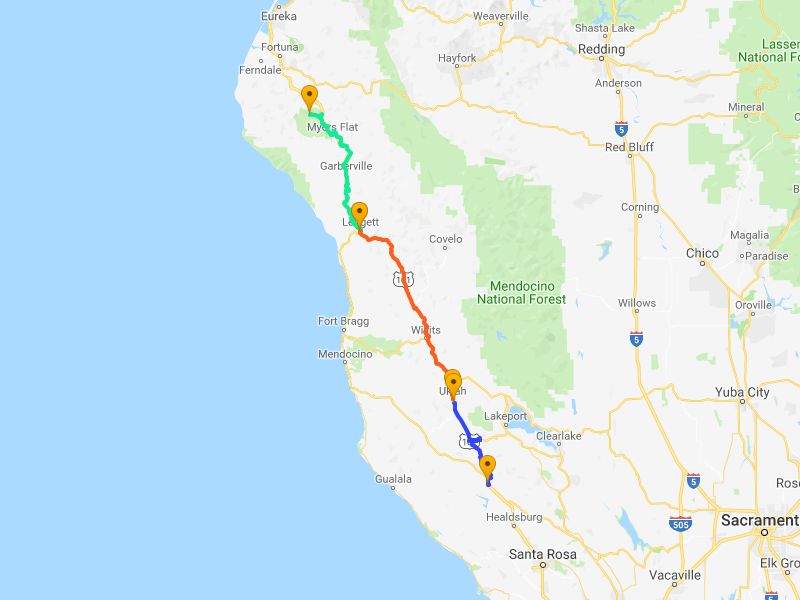 Eureka
Weaverville
Shasta Lake
Fortuna
Redding
Lassen
National Fo
Ferndale
Hayfork
Anderson
Mineral
Myers Flat
5
Red Bluff
Garberville
Corning
Leggett
Covelo
Magalia
Chico
Paradise
101
Mendocino
National Forest
Willows
Oroville
Fort Bragg
Willits
5
Mendocino
Ukiah
Yuba City
Lakeport
Clearlake
101
Gualala
5
Rose
Healdsburg
505
Sacrament
Santa Rosa
Elk Gro
Vacaville
5